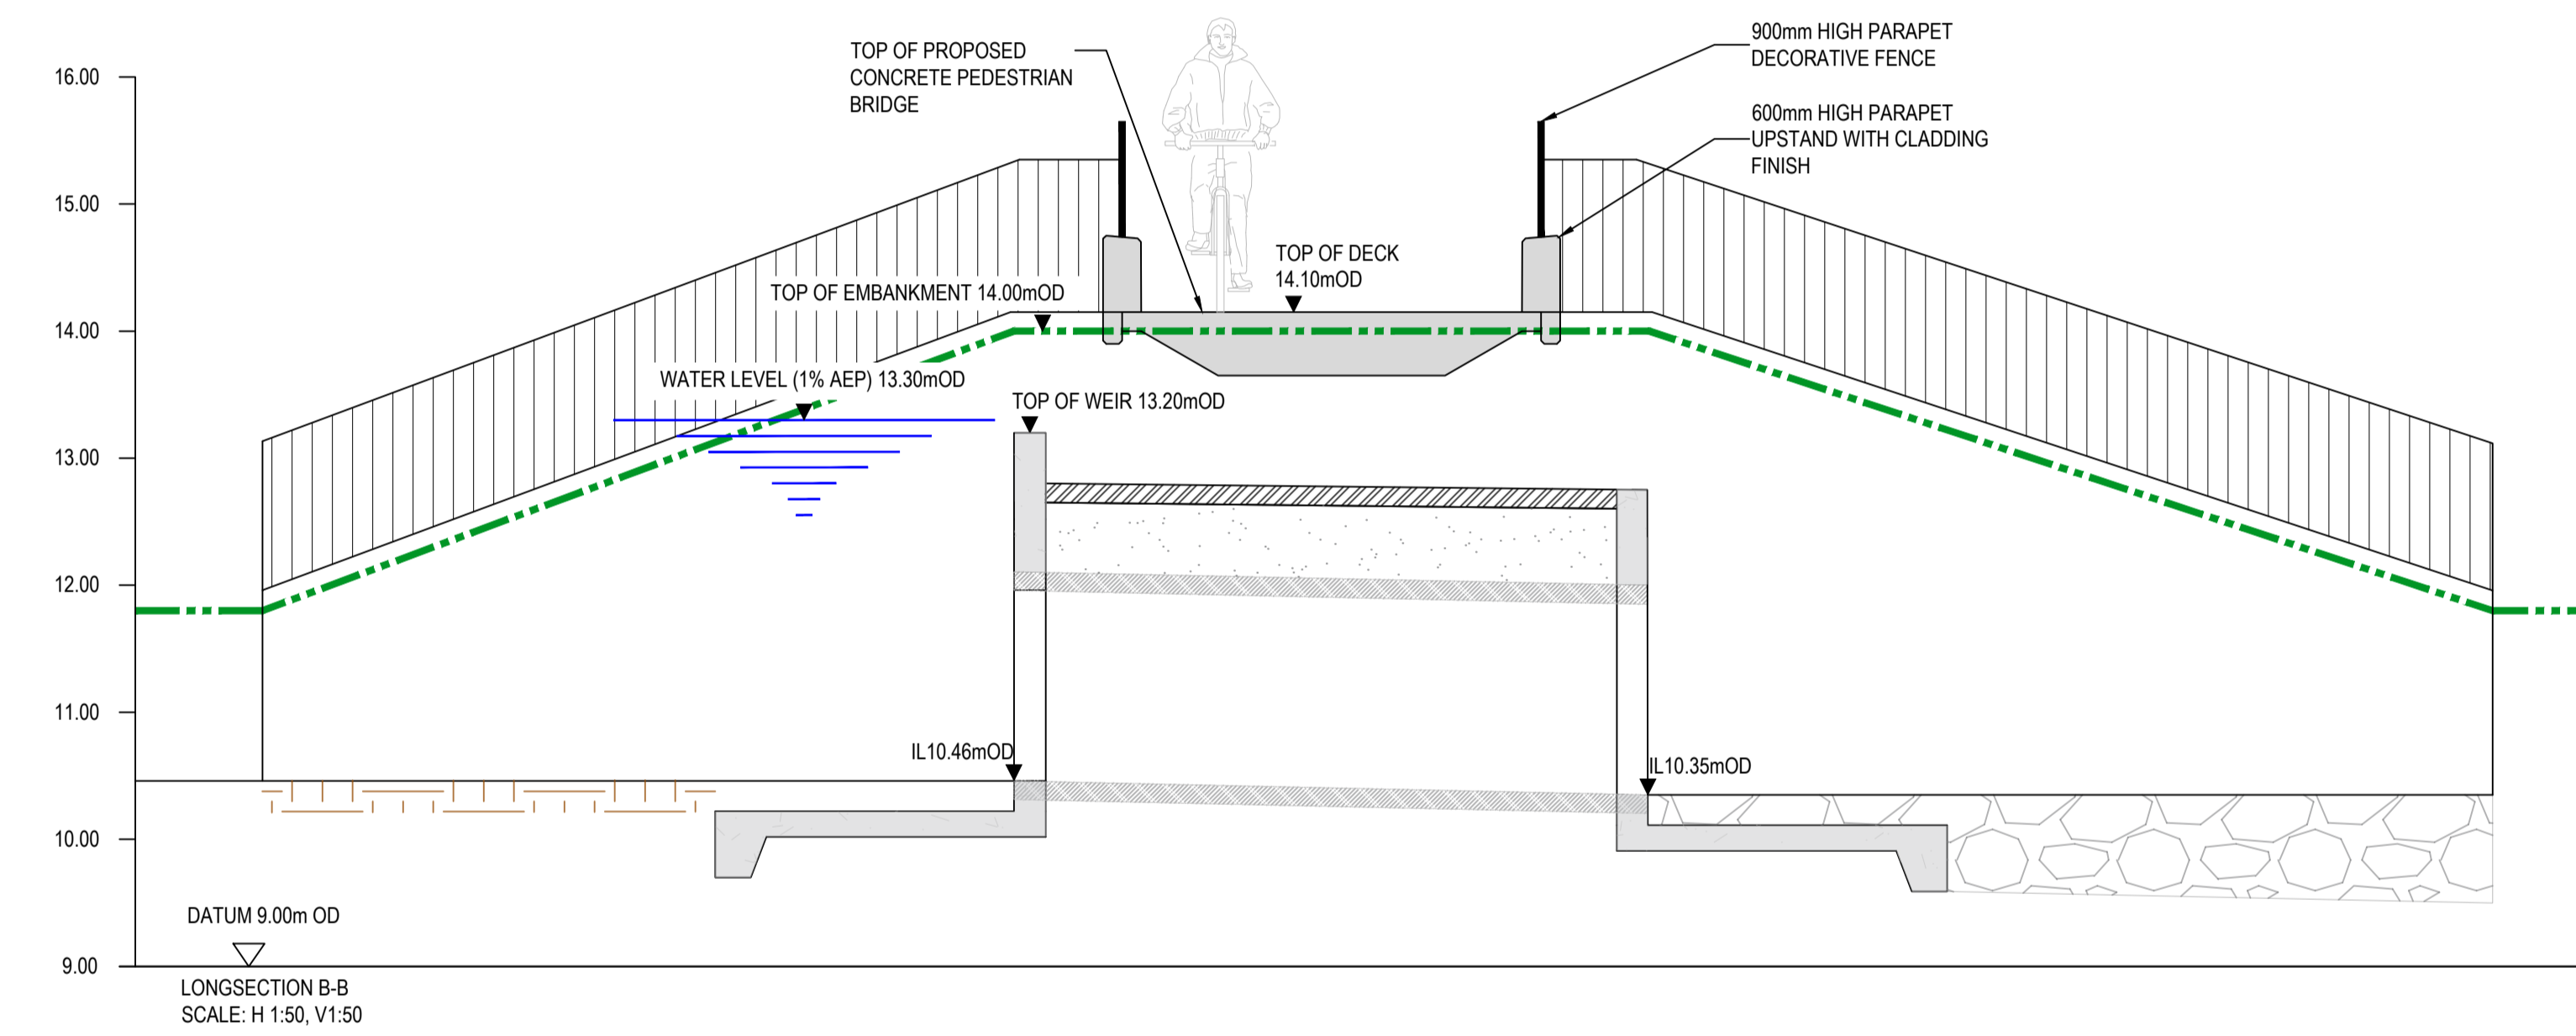 16.00
15.00
14.00
13.00
12.00
11.00
10.00
9.00
TOP OF PROPOSED
CONCRETE PEDESTRIAN
BRIDGE
900mm HIGH PARAPET
DECORATIVE FENCE
600mm HIGH PARAPET
UPSTAND WITH CLADDING
FINISH
TOP OF DECK
14.10mOD
TOP OF EMBANKMENT 14.00mOD
WATER LEVEL (1% AEP) 13.30mOD
TOP OF WEIR 13.20mOD
IL10.46mOD
IL10.35mOD
DATUM 9.00m OD
LONGSECTION B-B
SCALE: H 1:50, V1:50